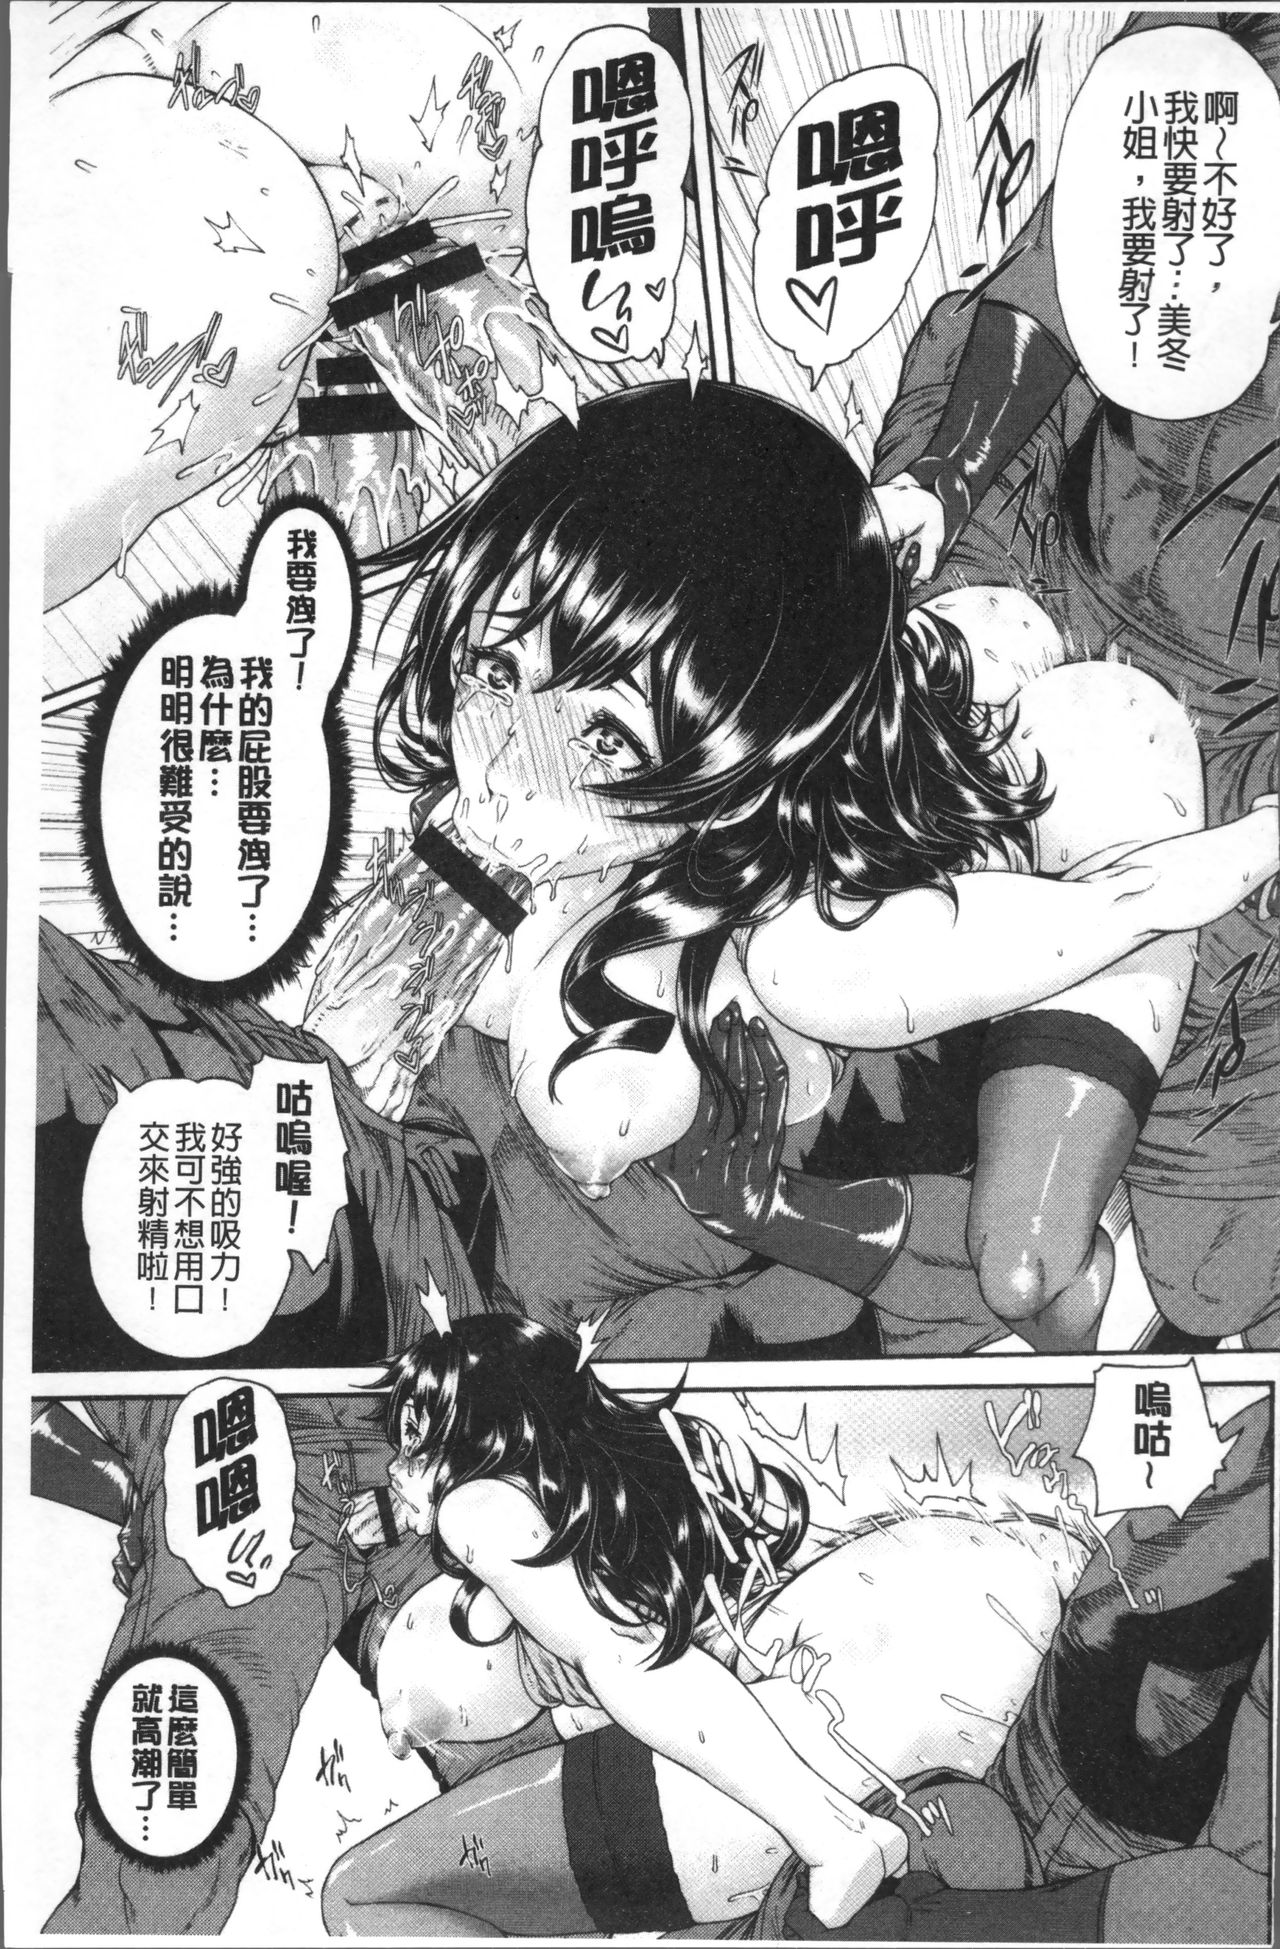 啊~不好了，
我快要射了…美冬
小姐，我要射了！
嗯呼
嗯呼嗚
我要洩了！
我的屁股要洩了…
為什麼…
明明很難受的說…
咕嗚喔！
好強的吸力！
我可不想用口
交來射精啦！
嗚咕~
嗯嗯
這麼簡單
就高潮了…